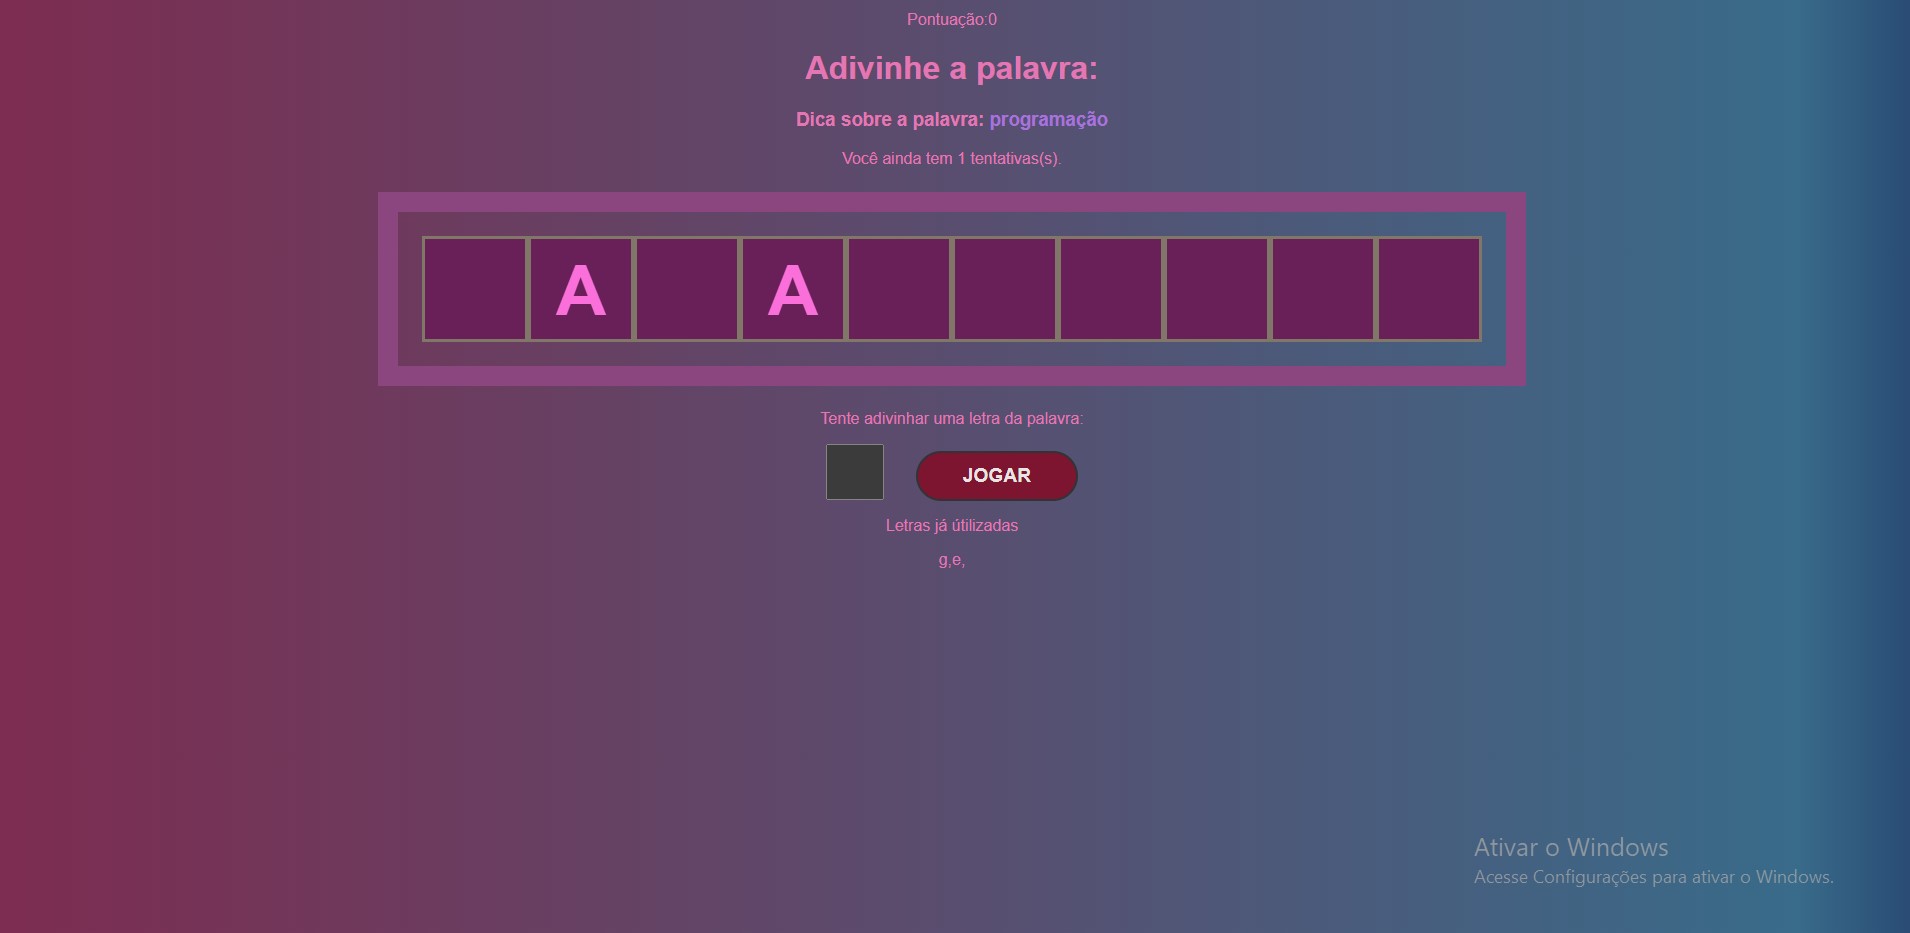 Pontuação:0
Adivinhe a palavra:
Dica sobre a palavra: programação
Você ainda tem 1 tentativas(s).
A A
Tente adivinhar uma letra da palavra:
JOGAR
Letras já útilizadas
g,e,
Ativar o Windows
Acesse Configurações para ativar o Windows.